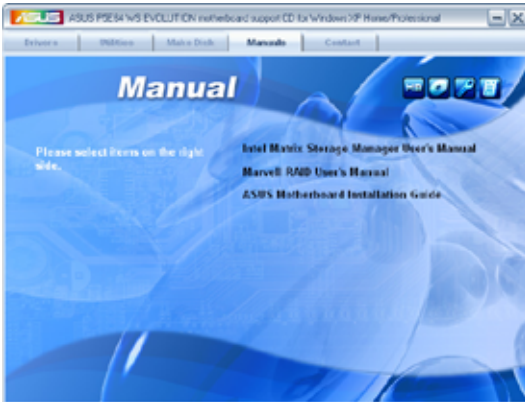 ASUS ASUS P5E64 WS EVOLUTION motherboard support CD for Windows XP Home/Professional
Drivers Utilities Make Disk Manuals Contact
Manual
Please select items on the right
side.
Intel Matrix Storage Manager User's Manual
Marvell RAID User's Manual
ASUS Motherboard Installation Guide